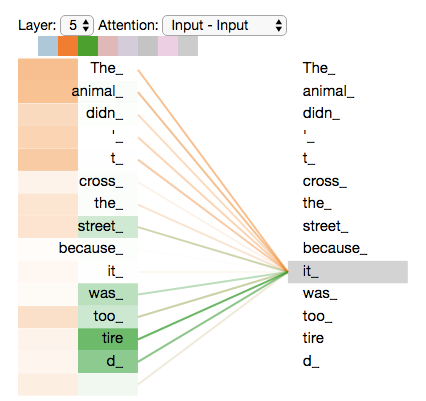 Layer: 5 Attention: Input - Input
The_ The_
animal_ animal_
didn_ didn_
'_ '_
t_ t_
cross_ cross_
the_ the_
street_ street_
because_ because_
it_ it_
was_ was_
too_ too_
tire tire
d_ d_